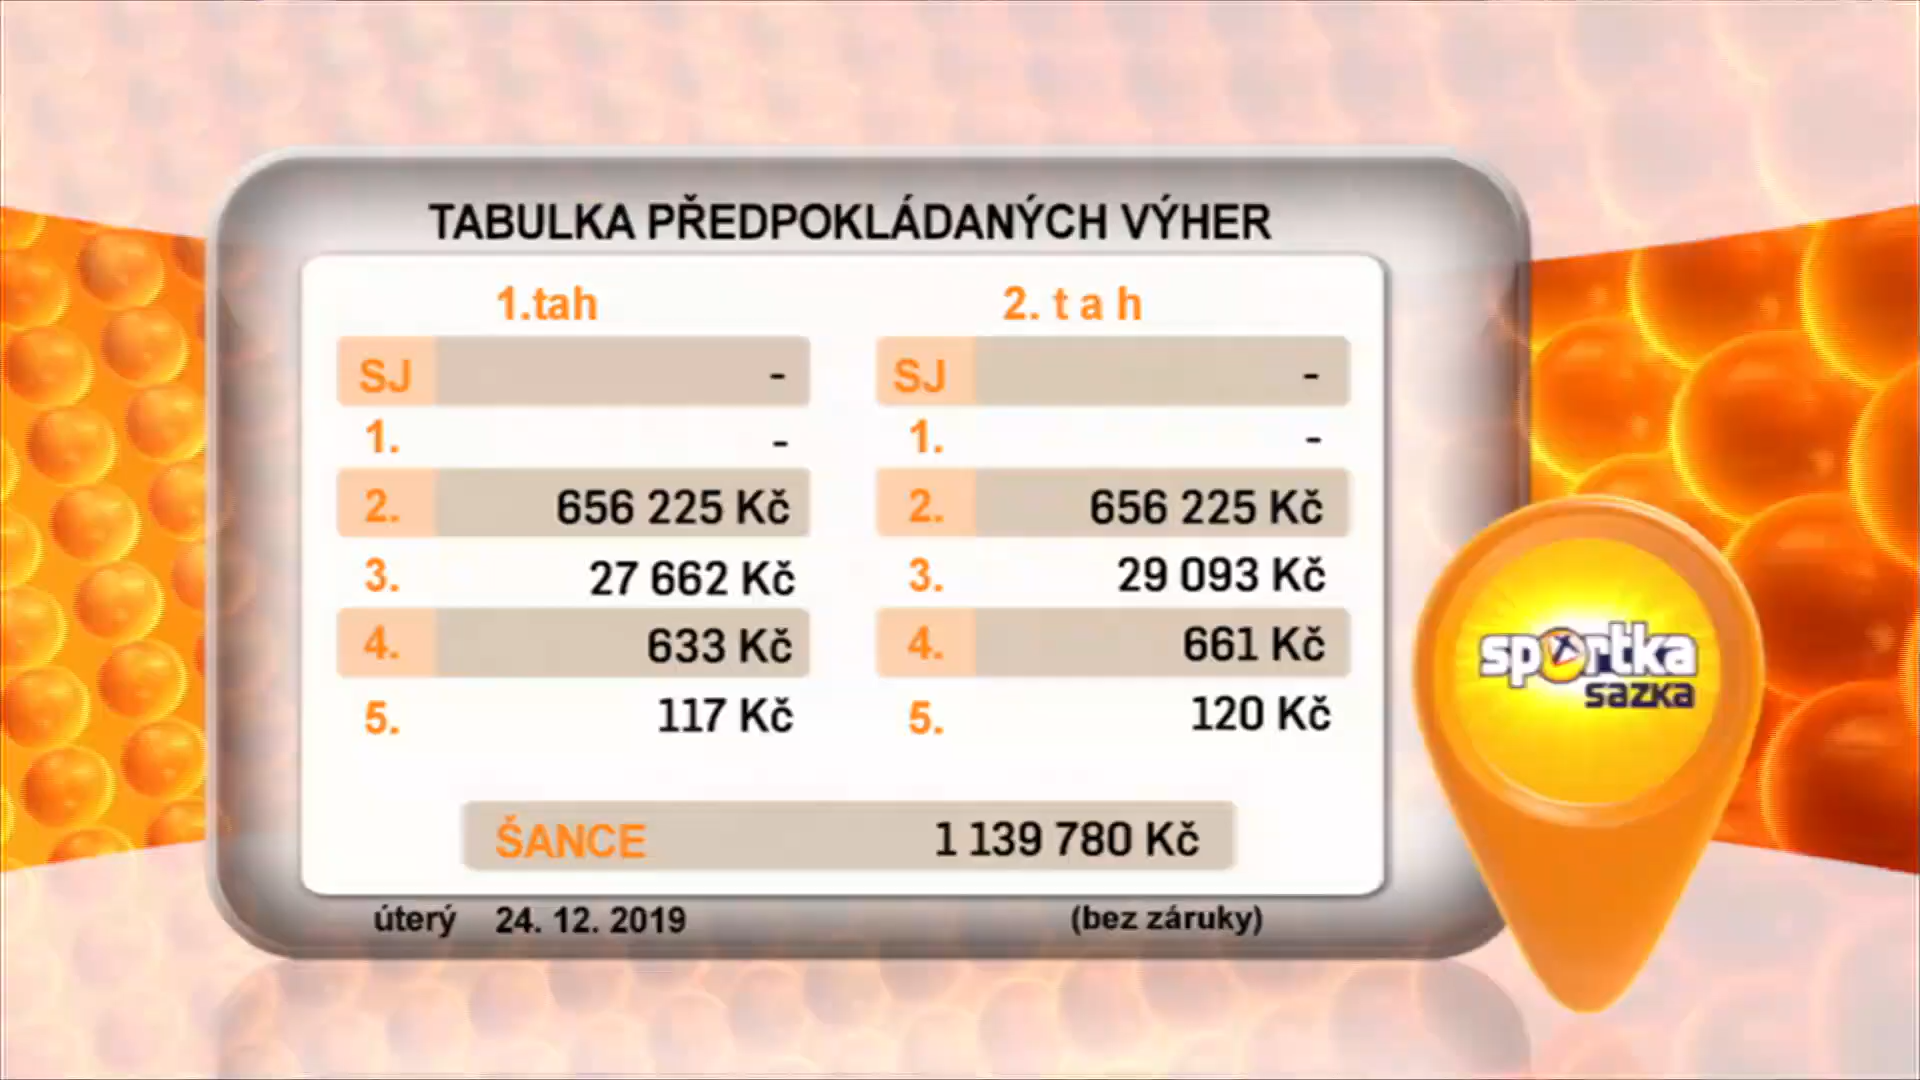 TABULKA PŘEDPOKLÁDANÝCH VÝHER
1.tah 2. t a h
SJ - SJ -
1. - 1. -
2. 656 225 Kč 2. 656 225 Kč
3. 27 662 Kč 3. 29 093 Kč
4. 633 Kč 4. 661 Kč
5. 117 Kč 5. 120 Kč
ŠANCE 1 139 780 Kč
úterý 24. 12. 2019 (bez záruky)
sportka
sazka